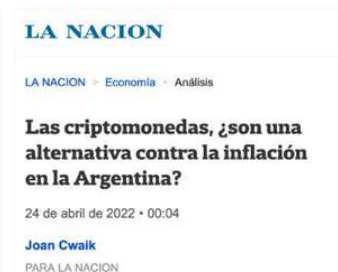 LA NACION
LA NACION > Economía · Análisis
Las criptomonedas, ¿son una
alternativa contra la inflación
en la Argentina?
24 de abril de 2022 • 00:04
Joan Cwaik
PARA LA NACION